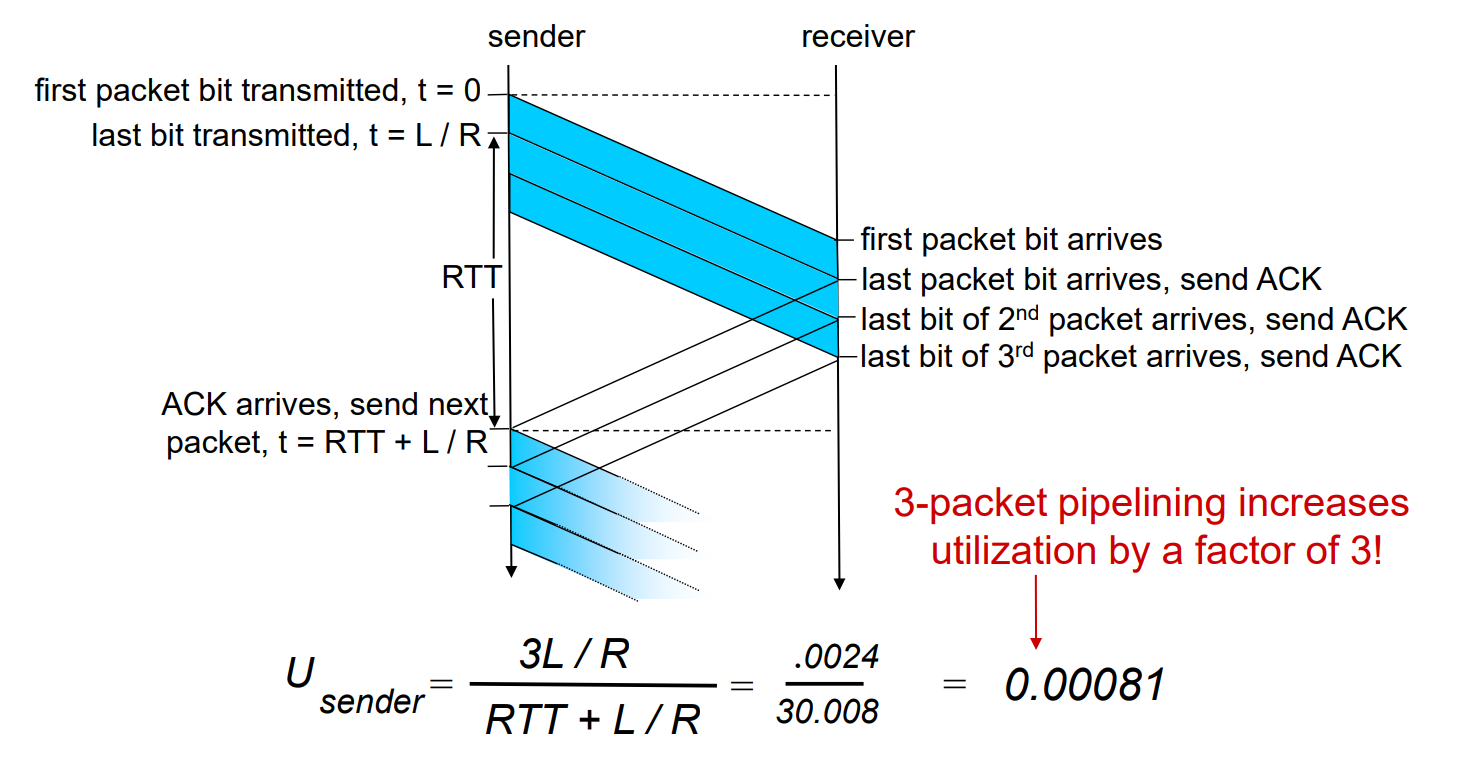 sender
receiver
first packet bit transmitted, t = 0
last bit transmitted, t = L / R
RTT
first packet bit arrives
last packet bit arrives, send ACK
last bit of 2nd packet arrives, send ACK
last bit of 3rd packet arrives, send ACK
ACK arrives, send next
packet, t = RTT + L / R
3-packet pipelining increases
utilization by a factor of 3!
U sender = 3L / R / RTT + L / R = .0024 / 30.008 = 0.00081